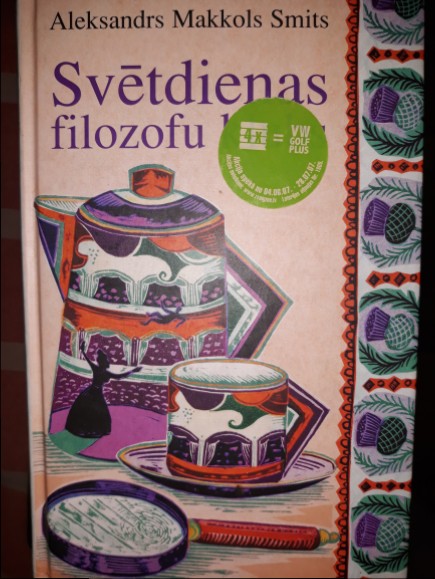 Aleksandrs Makkols Smits
Svētdienas
filozofu
= VW
GOLF
PLUS